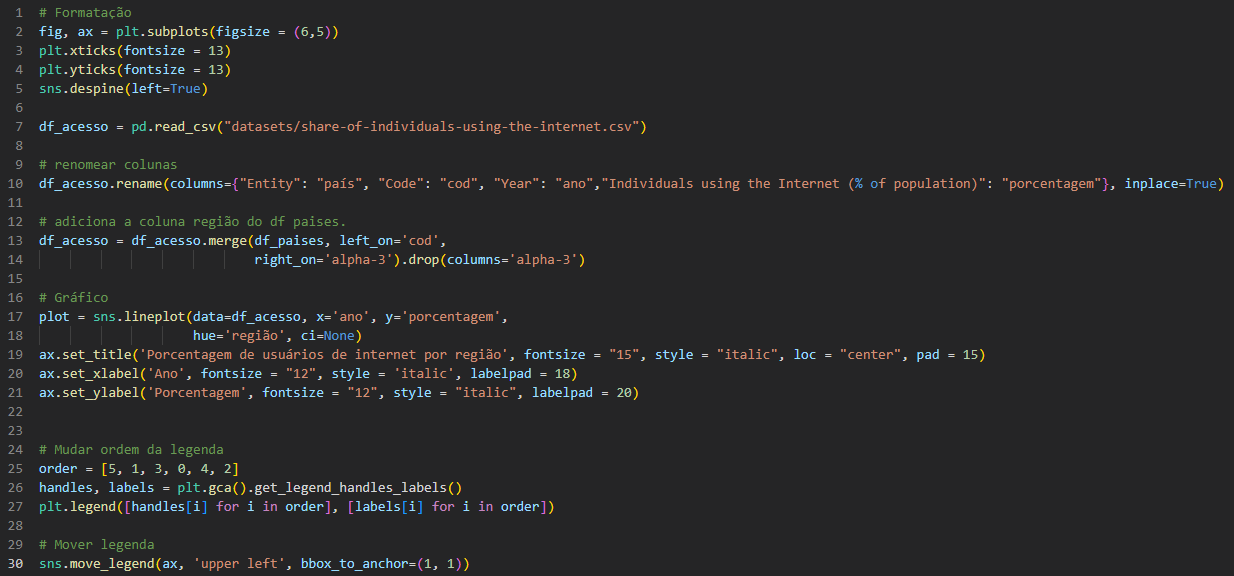 1 # Formatação
2 fig, ax = plt.subplots(figsize = (6,5))
3 plt.xticks(fontsize = 13)
4 plt.yticks(fontsize = 13)
5 sns.despine(left=True)
6
7 df_acesso = pd.read_csv("datasets/share-of-individuals-using-the-internet.csv")
8
9 # renomear colunas
10 df_acesso.rename(columns={"Entity": "país", "Code": "cod", "Year": "ano","Individuals using the Internet (% of population)": "porcentagem"}, inplace=True)
11
12 # adiciona a coluna região do df paises.
13 df_acesso = df_acesso.merge(df_paises, left_on='cod',
14                             right_on='alpha-3').drop(columns='alpha-3')
15
16 # Gráfico
17 plot = sns.lineplot(data=df_acesso, x='ano', y='porcentagem',
18                     hue='região', ci=None)
19 ax.set_title('Porcentagem de usuários de internet por região', fontsize = "15", style = "italic", loc = "center", pad = 15)
20 ax.set_xlabel('Ano', fontsize = "12", style = 'italic', labelpad = 18)
21 ax.set_ylabel('Porcentagem', fontsize = "12", style = "italic", labelpad = 20)
22
23
24 # Mudar ordem da legenda
25 order = [5, 1, 3, 0, 4, 2]
26 handles, labels = plt.gca().get_legend_handles_labels()
27 plt.legend([handles[i] for i in order], [labels[i] for i in order])
28
29 # Mover legenda
30 sns.move_legend(ax, 'upper left', bbox_to_anchor=(1, 1))